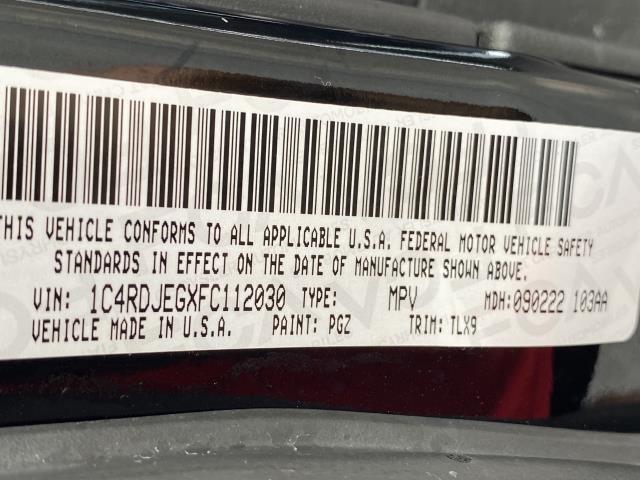 THIS VEHICLE CONFORMS TO ALL APPLICABLE U.S.A. FEDERAL MOTOR VEHICLE SAFETY
STANDARDS IN EFFECT ON THE DATE OF MANUFACTURE SHOWN ABOVE.
VIN: 1C4RDJEGXFC112030 TYPE: MPV MDH: 090222 103AA
VEHICLE MADE IN U.S.A. PAINT: PGZ TRIM: TLX9